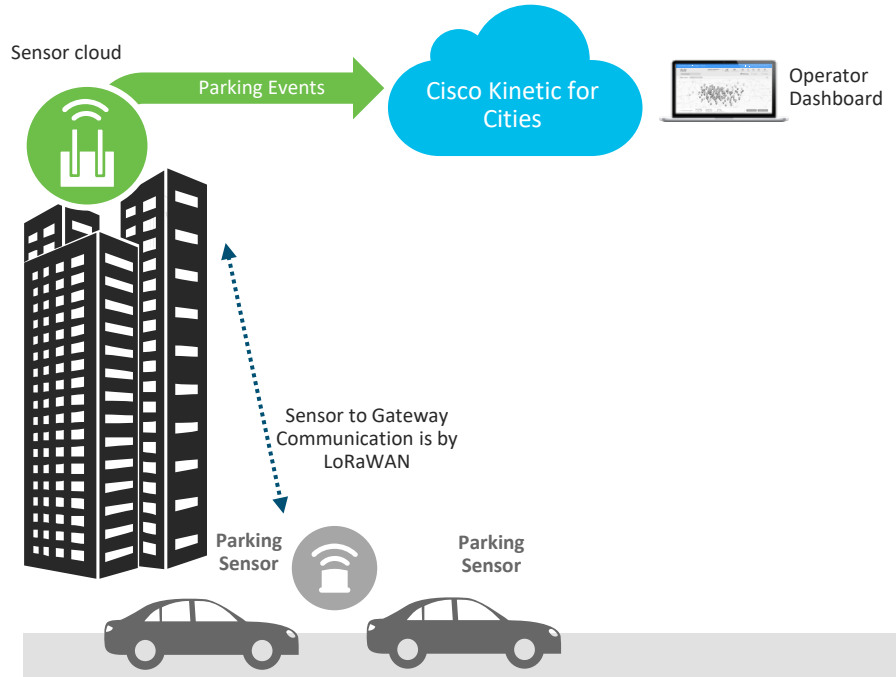 Sensor cloud
Parking Events
Cisco Kinetic for
Cities
Operator
Dashboard
Sensor to Gateway
Communication is by
LoRaWAN
Parking
Sensor
Parking
Sensor